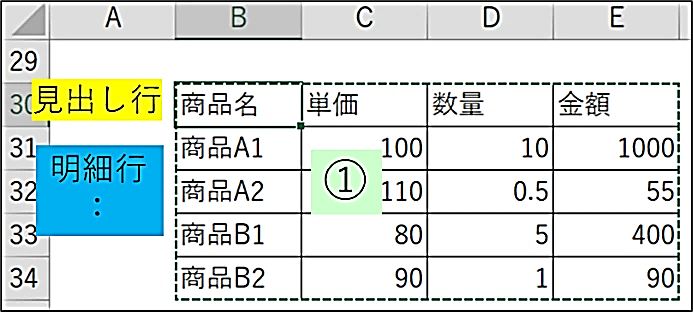 A B C D E
29
30 見出し行 商品名 単価 数量 金額
31 商品A1 100 10 1000
明細行
:
32 商品A2 ① 110 0.5 55
33 商品B1 80 5 400
34 商品B2 90 1 90